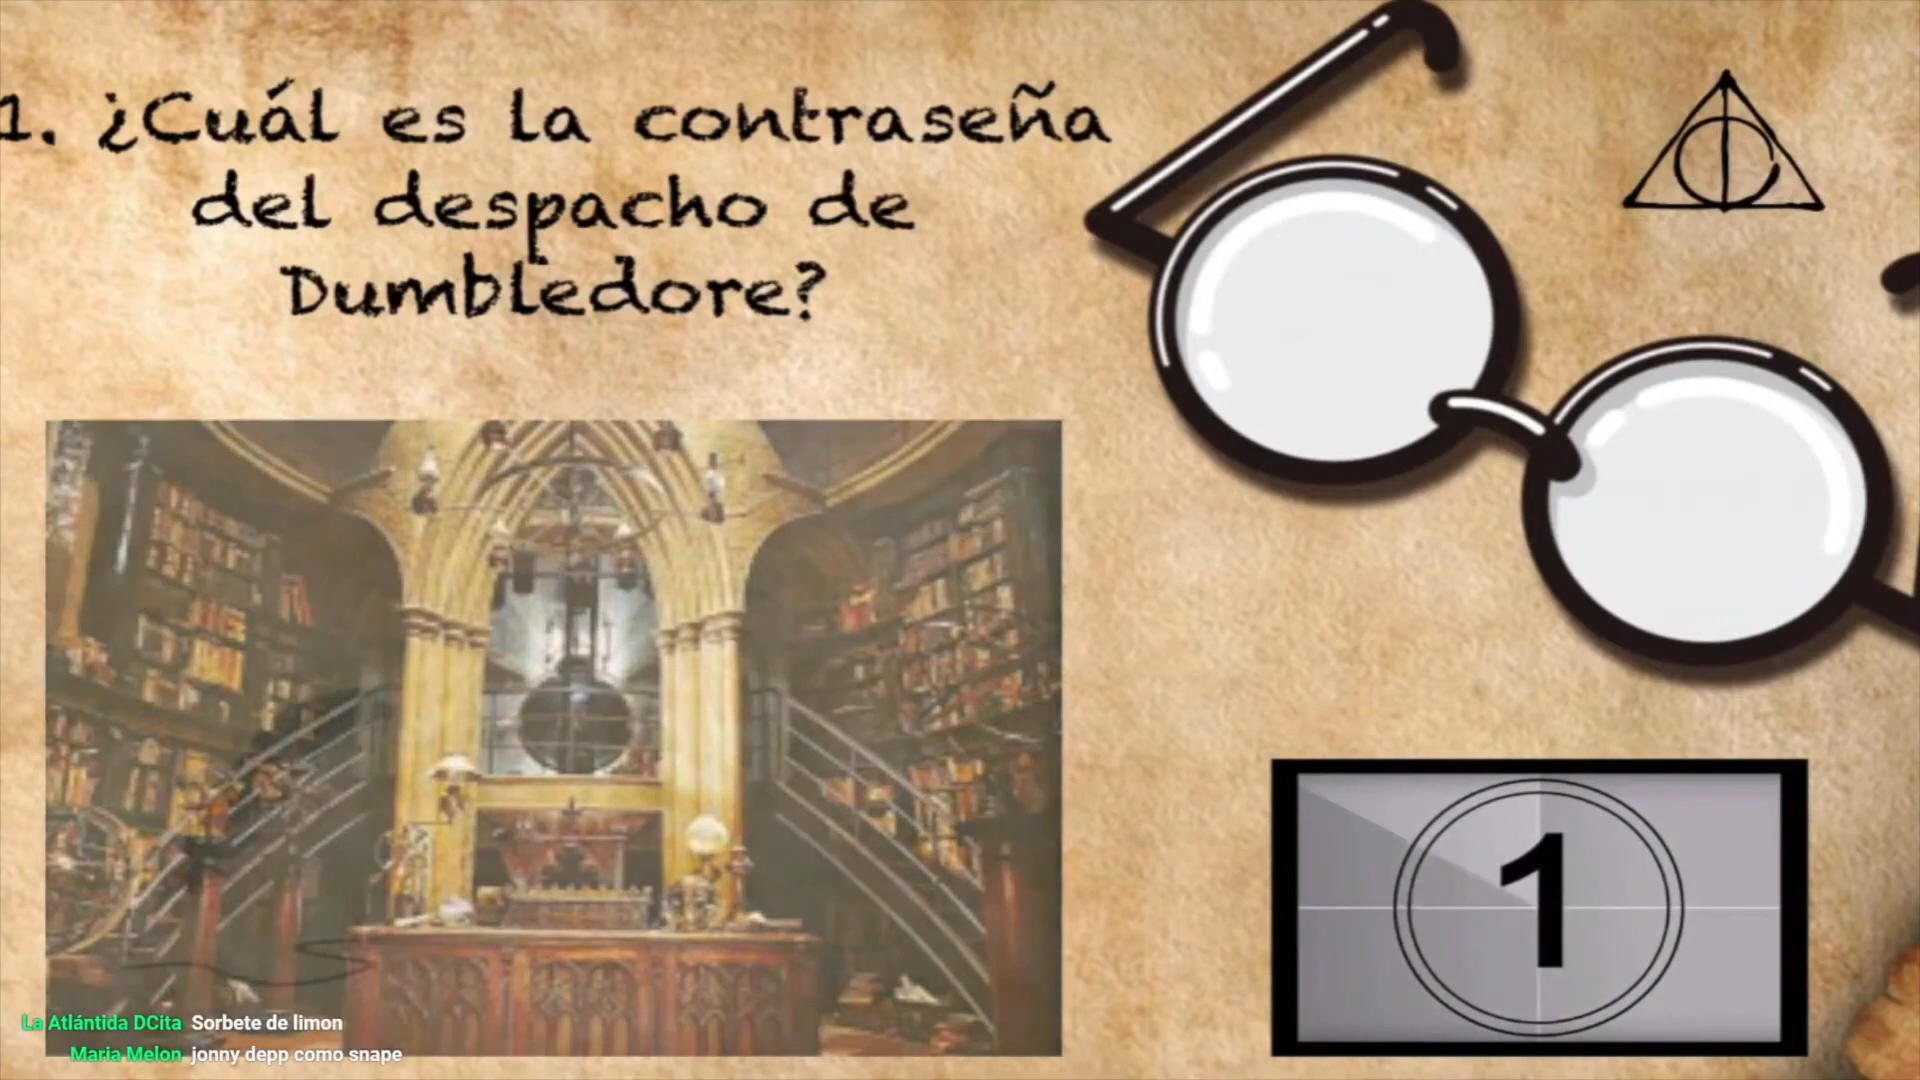 1. ¿Cuál es la contraseña
del despacho de
Dumbledore?
1
La Atlántida DCita Sorbete de limon
Maria Melon jonny depp como snape